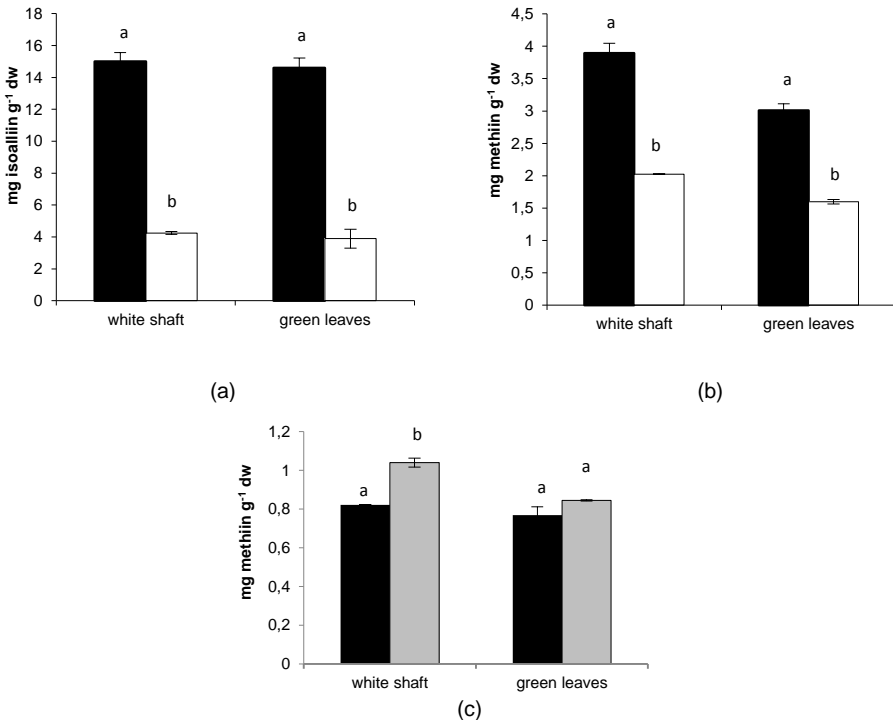 18
16
14
12
10
8
6
4
2
0
mg isoalliin g⁻¹ dw
a
b
a
b
white shaft
green leaves
(a)
4,5
4
3,5
3
2,5
2
1,5
1
0,5
0
mg methiin g⁻¹ dw
a
b
a
b
white shaft
green leaves
(b)
1,2
1
0,8
0,6
0,4
0,2
0
mg methiin g⁻¹ dw
a
b
a
a
white shaft
green leaves
(c)